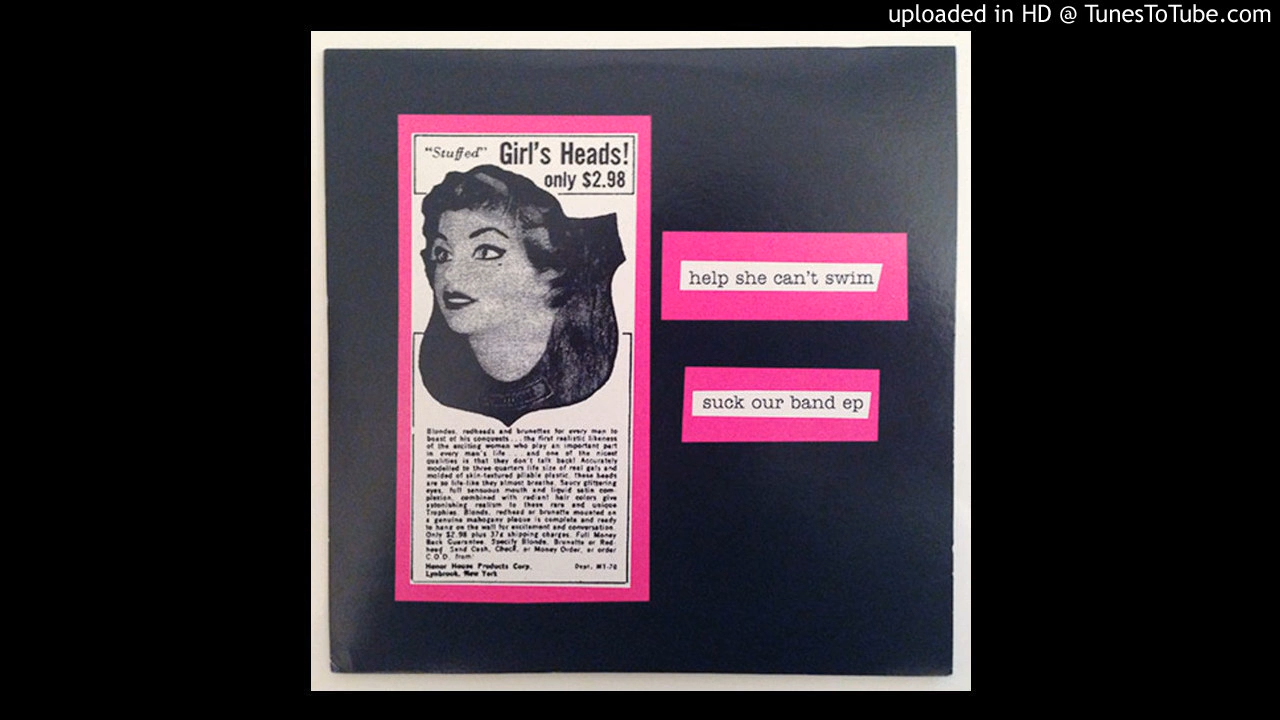 uploaded in HD @ TunesToTube.com
"Stuffed" Girl's Heads!
only $2.98
help she can't swim
suck our band ep
Blondes, redheads and brunettes for every man to
boast of his conquests . . . the first realistic likeness
of the exciting woman who play an important part
in every man's life . . . and one of the nicest
qualities is that they don't talk back! Accurately
modelled to three quarters life size of real gals and
molded of skin-textured pliable plastic, these heads
are so life-like they almost breathe. Saucy glittering
eyes, full sensuous mouth and liquid satin com-
plexion, combined with radiant hair colors give
astonishing realism to these rare and unique
Trophies. Blonde, redhead or brunette mounted on
a genuine mahogany plaque is complete and ready
to hang on the wall for excitement and conversation.
Only $2.98 plus 37¢ shipping charges. Full Money
Back Guarantee. Specify Blonde, Brunette or Red-
head. Send Cash, Check, or Money Order, or order
C.O.D. from:
Honor House Products Corp. Dept. MT-70
Lynbrook, New York